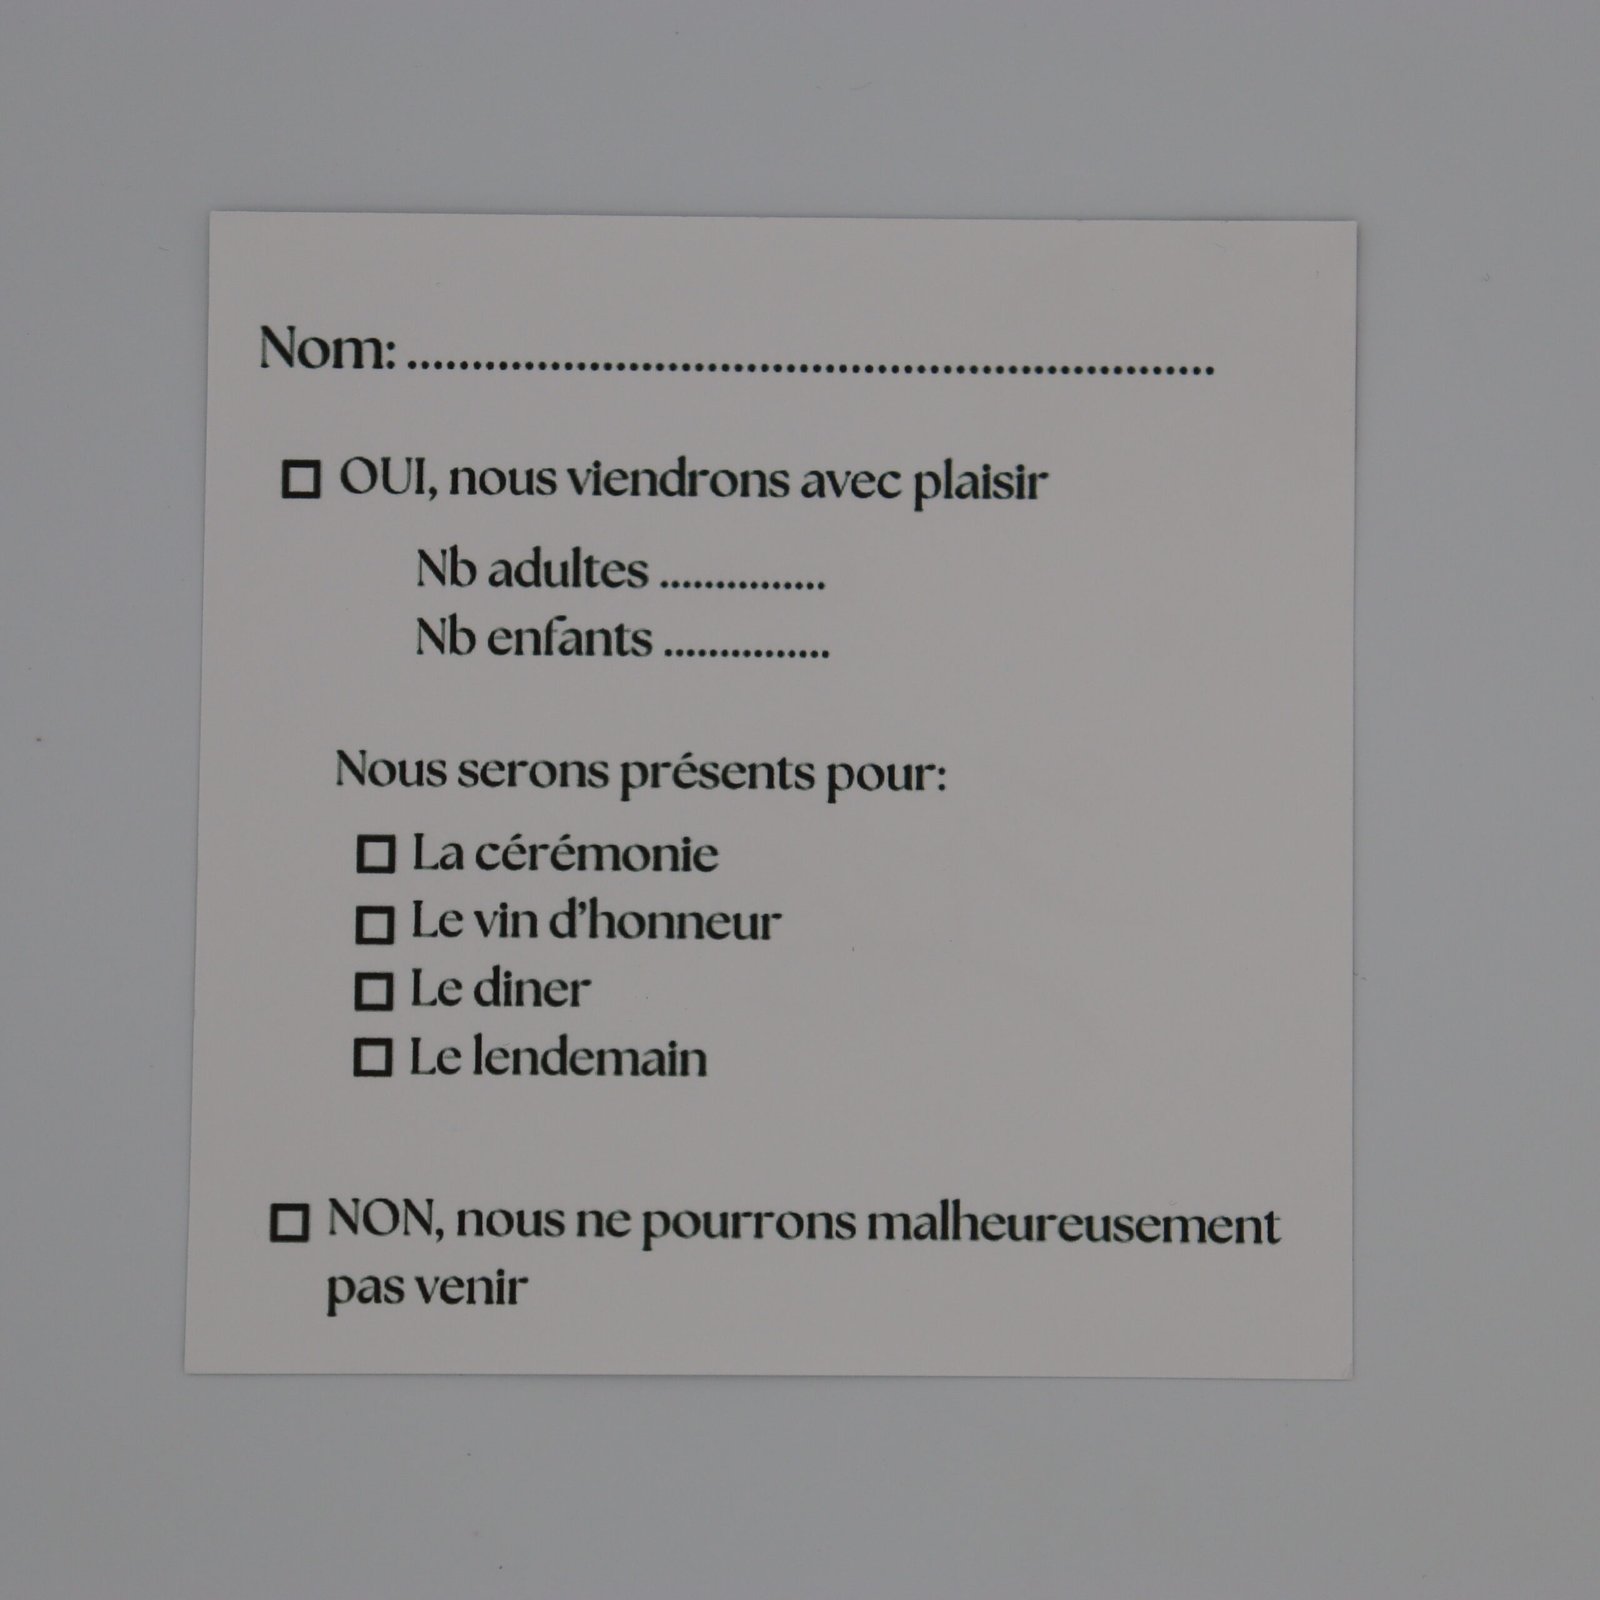 Nom: ..............................................................
☐ OUI, nous viendrons avec plaisir
Nb adultes ...............
Nb enfants ...............
Nous serons présents pour:
☐ La cérémonie
☐ Le vin d'honneur
☐ Le diner
☐ Le lendemain
☐ NON, nous ne pourrons malheureusement
pas venir